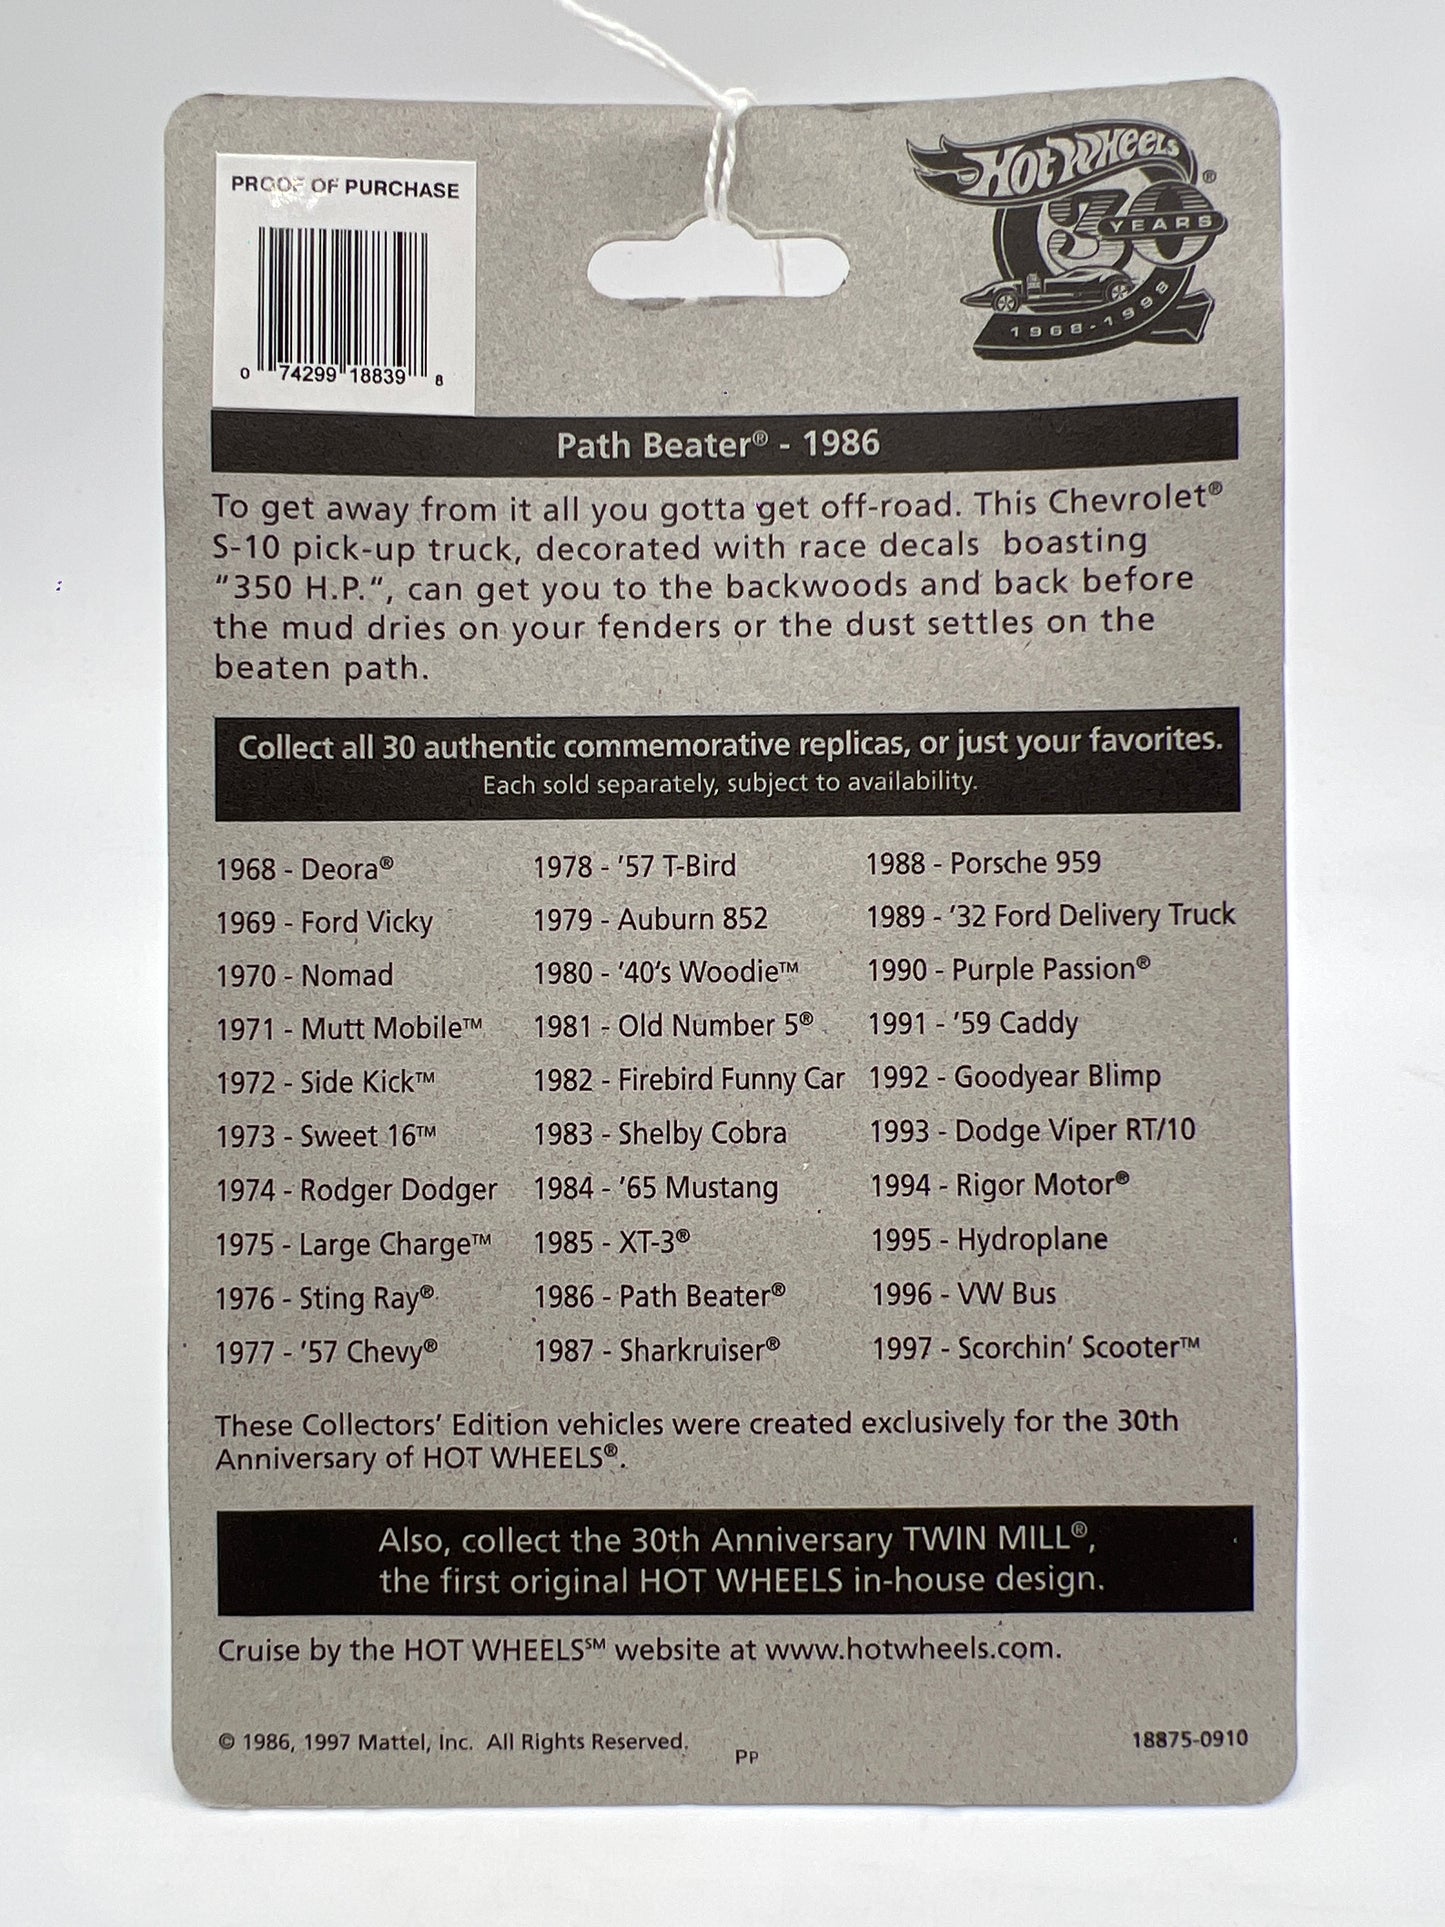 PROOF OF PURCHASE
0 74299 18839 8
HOT WHEELS®
30 YEARS
1968-1998
Path Beater® - 1986
To get away from it all you gotta get off-road. This Chevrolet®
S-10 pick-up truck, decorated with race decals boasting
"350 H.P.", can get you to the backwoods and back before
the mud dries on your fenders or the dust settles on the
beaten path.
Collect all 30 authentic commemorative replicas, or just your favorites.
Each sold separately, subject to availability.
1968 - Deora®
1969 - Ford Vicky
1970 - Nomad
1971 - Mutt Mobile™
1972 - Side Kick™
1973 - Sweet 16™
1974 - Rodger Dodger
1975 - Large Charge™
1976 - Sting Ray®
1977 - '57 Chevy®
1978 - '57 T-Bird
1979 - Auburn 852
1980 - '40's Woodie™
1981 - Old Number 5®
1982 - Firebird Funny Car
1983 - Shelby Cobra
1984 - '65 Mustang
1985 - XT-3®
1986 - Path Beater®
1987 - Sharkruiser®
1988 - Porsche 959
1989 - '32 Ford Delivery Truck
1990 - Purple Passion®
1991 - '59 Caddy
1992 - Goodyear Blimp
1993 - Dodge Viper RT/10
1994 - Rigor Motor®
1995 - Hydroplane
1996 - VW Bus
1997 - Scorchin' Scooter™
These Collectors' Edition vehicles were created exclusively for the 30th
Anniversary of HOT WHEELS®.
Also, collect the 30th Anniversary TWIN MILL®,
the first original HOT WHEELS in-house design.
Cruise by the HOT WHEELS℠ website at www.hotwheels.com.
© 1986, 1997 Mattel, Inc. All Rights Reserved.
PP
18875-0910